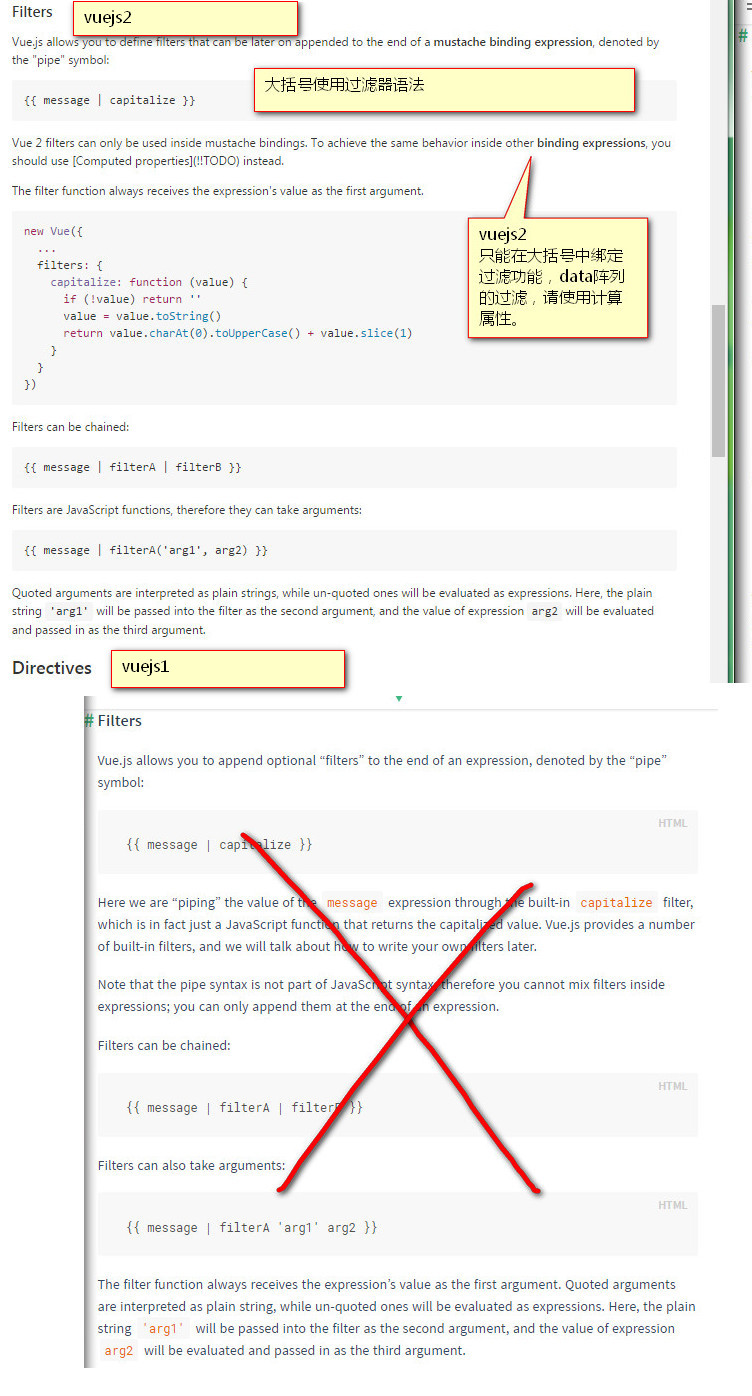 Filters
vuejs2
Vue.js allows you to define filters that can be later on appended to the end of a mustache binding expression, denoted by
the "pipe" symbol:
大括号使用过滤器语法
{{ message | capitalize }}
Vue 2 filters can only be used inside mustache bindings. To achieve the same behavior inside other binding expressions, you
should use [Computed properties](!!TODO) instead.
The filter function always receives the expression's value as the first argument.
vuejs2
只能在大括号中绑定
过滤功能，data阵列
的过滤，请使用计算
属性。
new Vue({
  ...
  filters: {
    capitalize: function (value) {
      if (!value) return ''
      value = value.toString()
      return value.charAt(0).toUpperCase() + value.slice(1)
    }
  }
})
Filters can be chained:
{{ message | filterA | filterB }}
Filters are JavaScript functions, therefore they can take arguments:
{{ message | filterA('arg1', arg2) }}
Quoted arguments are interpreted as plain strings, while un-quoted ones will be evaluated as expressions. Here, the plain
string 'arg1' will be passed into the filter as the second argument, and the value of expression arg2 will be evaluated
and passed in as the third argument.
Directives
vuejs1
# Filters
Vue.js allows you to append optional “filters” to the end of an expression, denoted by the “pipe”
symbol:
HTML
{{ message | capitalize }}
Here we are “piping” the value of the message expression through the built-in capitalize filter,
which is in fact just a JavaScript function that returns the capitalized value. Vue.js provides a number
of built-in filters, and we will talk about how to write your own filters later.
Note that the pipe syntax is not part of JavaScript syntax, therefore you cannot mix filters inside
expressions; you can only append them at the end of an expression.
Filters can be chained:
HTML
{{ message | filterA | filterB }}
Filters can also take arguments:
HTML
{{ message | filterA 'arg1' arg2 }}
The filter function always receives the expression’s value as the first argument. Quoted arguments
are interpreted as plain string, while un-quoted ones will be evaluated as expressions. Here, the plain
string 'arg1' will be passed into the filter as the second argument, and the value of expression
arg2 will be evaluated and passed in as the third argument.
#